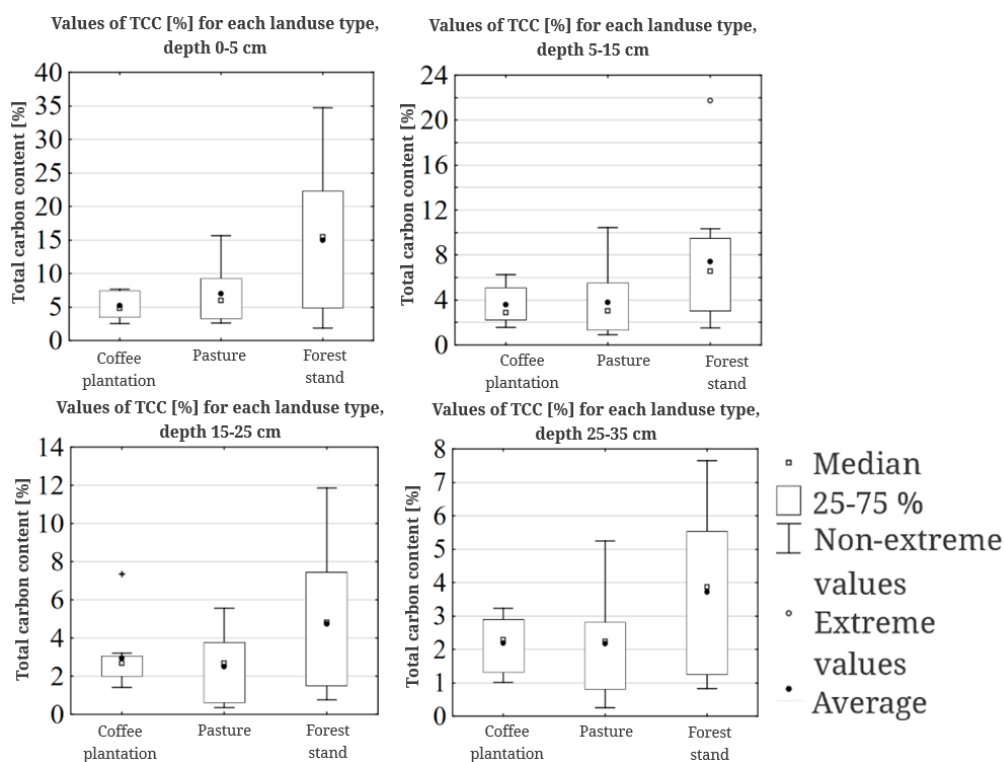 Values of TCC [%] for each landuse type,
depth 0-5 cm
Total carbon content [%]
40
35
30
25
20
15
10
5
0
Coffee
plantation
Pasture
Forest
stand
Values of TCC [%] for each landuse type,
depth 5-15 cm
Total carbon content [%]
24
20
16
12
8
4
0
Coffee
plantation
Pasture
Forest
stand
Values of TCC [%] for each landuse type,
depth 15-25 cm
Total carbon content [%]
14
12
10
8
6
4
2
0
Coffee
plantation
Pasture
Forest
stand
Values of TCC [%] for each landuse type,
depth 25-35 cm
Total carbon content [%]
8
7
6
5
4
3
2
1
0
Coffee
plantation
Pasture
Forest
stand
Median
25-75 %
Non-extreme
values
Extreme
values
Average